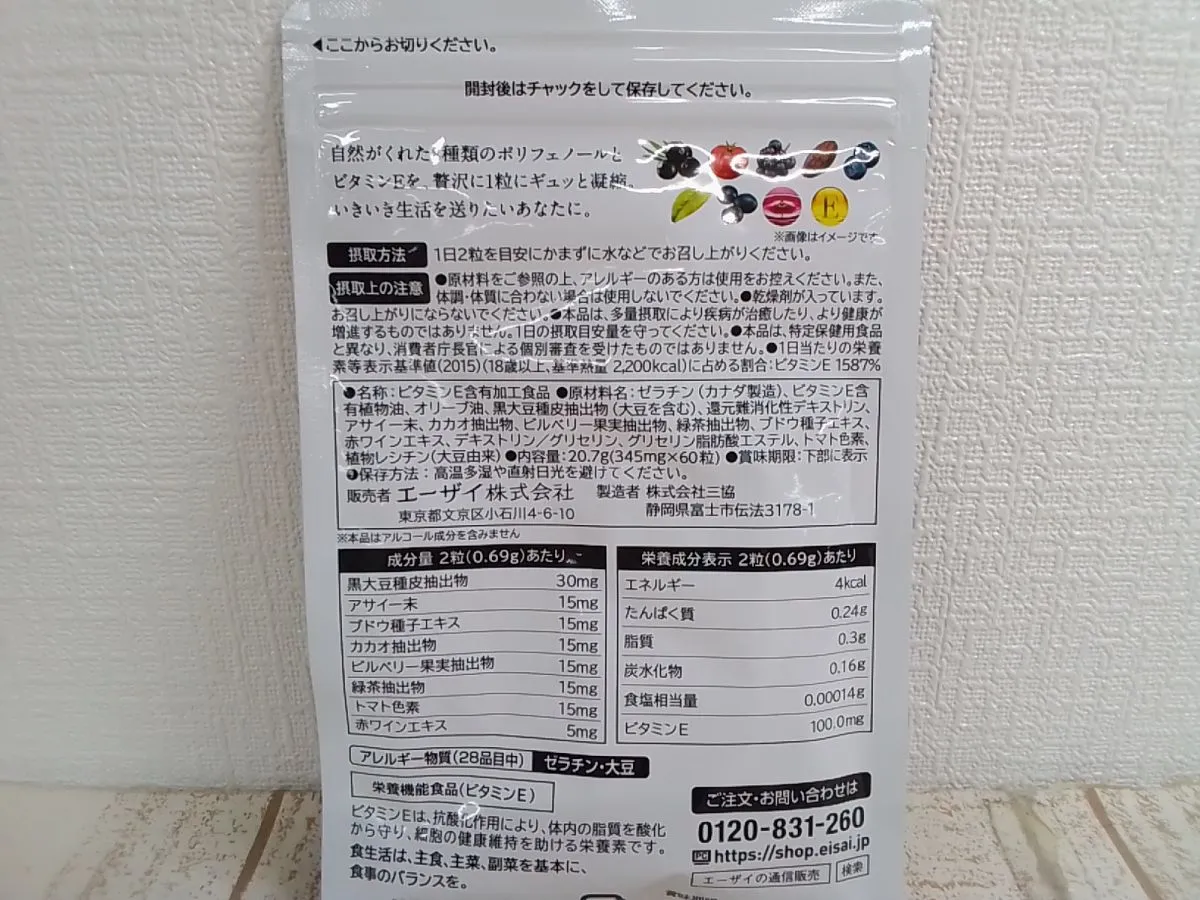 ◀ここからお切りください。
開封後はチャックをして保存してください。
自然がくれた8種類のポリフェノールと
ビタミンEを、贅沢に1粒にギュッと凝縮。
いきいき生活を送りたいあなたに。
E
※画像はイメージです
摂取方法 1日2粒を目安にかまずに水などでお召し上がりください。
摂取上の注意 ●原材料をご参照の上、アレルギーのある方は使用をお控えください。また、
体調・体質に合わない場合は使用しないでください。●乾燥剤が入っています。
お召し上がりにならないでください。●本品は、多量摂取により疾病が治癒したり、より健康が
増進するものではありません。1日の摂取目安量を守ってください。●本品は、特定保健用食品
と異なり、消費者庁長官による個別審査を受けたものではありません。●1日当たりの栄養
素等表示基準値(2015)(18歳以上、基準熱量 2,200kcal)に占める割合:ビタミンE 1587%
●名称:ビタミンE含有加工食品 ●原材料名:ゼラチン(カナダ製造)、ビタミンE含
有植物油、オリーブ油、黒大豆種皮抽出物(大豆を含む)、還元難消化性デキストリン、
アサイー末、カカオ抽出物、ビルベリー果実抽出物、緑茶抽出物、ブドウ種子エキス、
赤ワインエキス、デキストリン/グリセリン、グリセリン脂肪酸エステル、トマト色素、
植物レシチン(大豆由来) ●内容量:20.7g(345mg×60粒) ●賞味期限:下部に表示
●保存方法:高温多湿や直射日光を避けてください。
販売者 エーザイ株式会社 製造者 株式会社三協
東京都文京区小石川4-6-10 静岡県富士市伝法3178-1
※本品はアルコール成分を含みません
成分量 2粒(0.69g)あたり
黒大豆種皮抽出物 30mg
アサイー末 15mg
ブドウ種子エキス 15mg
カカオ抽出物 15mg
ビルベリー果実抽出物 15mg
緑茶抽出物 15mg
トマト色素 15mg
赤ワインエキス 5mg
栄養成分表示 2粒(0.69g)あたり
エネルギー 4kcal
たんぱく質 0.24g
脂質 0.3g
炭水化物 0.16g
食塩相当量 0.00014g
ビタミンE 100.0mg
アレルギー物質(28品目中) ゼラチン・大豆
栄養機能食品(ビタミンE)
ビタミンEは、抗酸化作用により、体内の脂質を酸化
から守り、細胞の健康維持を助ける栄養素です。
食生活は、主食、主菜、副菜を基本に、
食事のバランスを。
ご注文・お問い合わせは
0120-831-260
https://shop.eisai.jp
エーザイの通信販売 検索